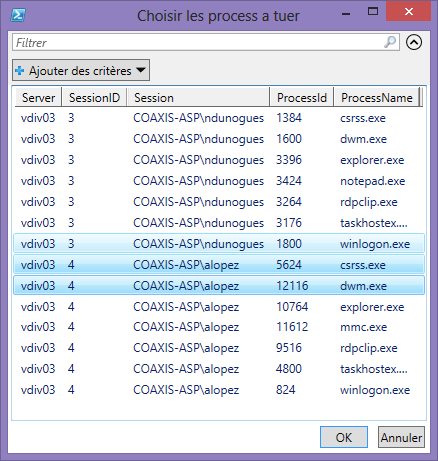 Choisir les process a tuer
Filtrer
Ajouter des critères
Server SessionID Session ProcessId ProcessName
vdiv03 3 COAXIS-ASP\ndunogues 1384 csrss.exe
vdiv03 3 COAXIS-ASP\ndunogues 1600 dwm.exe
vdiv03 3 COAXIS-ASP\ndunogues 3396 explorer.exe
vdiv03 3 COAXIS-ASP\ndunogues 3424 notepad.exe
vdiv03 3 COAXIS-ASP\ndunogues 3264 rdpclip.exe
vdiv03 3 COAXIS-ASP\ndunogues 3176 taskhostex....
vdiv03 3 COAXIS-ASP\ndunogues 1800 winlogon.exe
vdiv03 4 COAXIS-ASP\alopez 5624 csrss.exe
vdiv03 4 COAXIS-ASP\alopez 12116 dwm.exe
vdiv03 4 COAXIS-ASP\alopez 10764 explorer.exe
vdiv03 4 COAXIS-ASP\alopez 11612 mmc.exe
vdiv03 4 COAXIS-ASP\alopez 9516 rdpclip.exe
vdiv03 4 COAXIS-ASP\alopez 4800 taskhostex....
vdiv03 4 COAXIS-ASP\alopez 824 winlogon.exe
OK Annuler